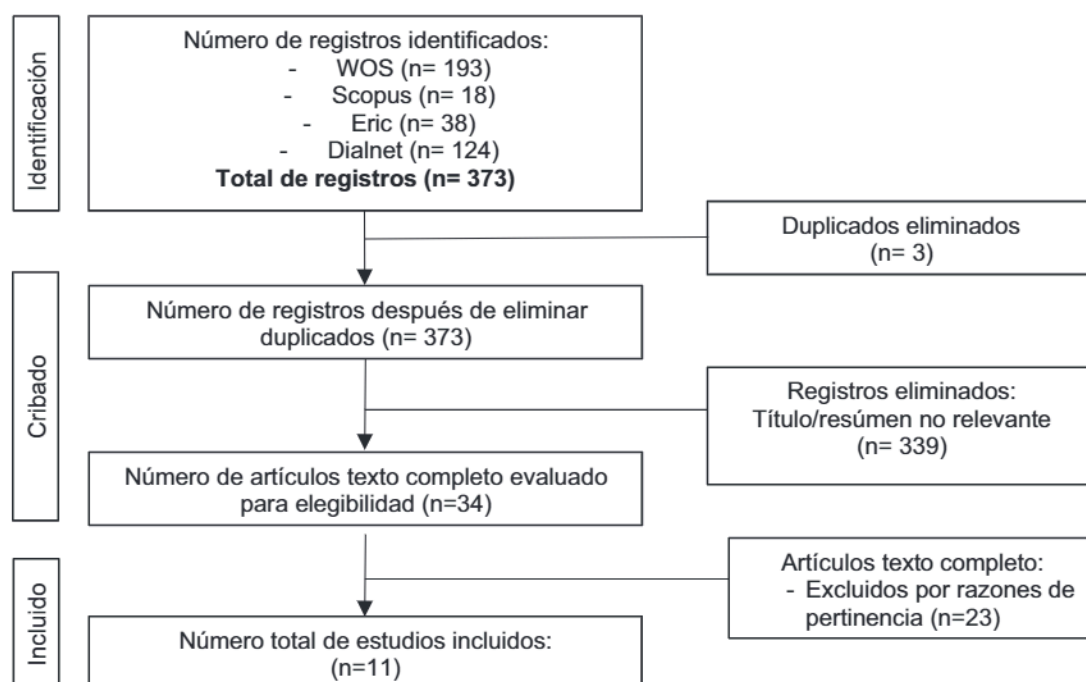 Identificación
Número de registros identificados:
- WOS (n= 193)
- Scopus (n= 18)
- Eric (n= 38)
- Dialnet (n= 124)
Total de registros (n= 373)
Duplicados eliminados
(n= 3)
Cribado
Número de registros después de eliminar
duplicados (n= 373)
Registros eliminados:
Título/resúmen no relevante
(n= 339)
Número de artículos texto completo evaluado
para elegibilidad (n=34)
Incluido
Artículos texto completo:
- Excluidos por razones de
pertinencia (n=23)
Número total de estudios incluidos:
(n=11)